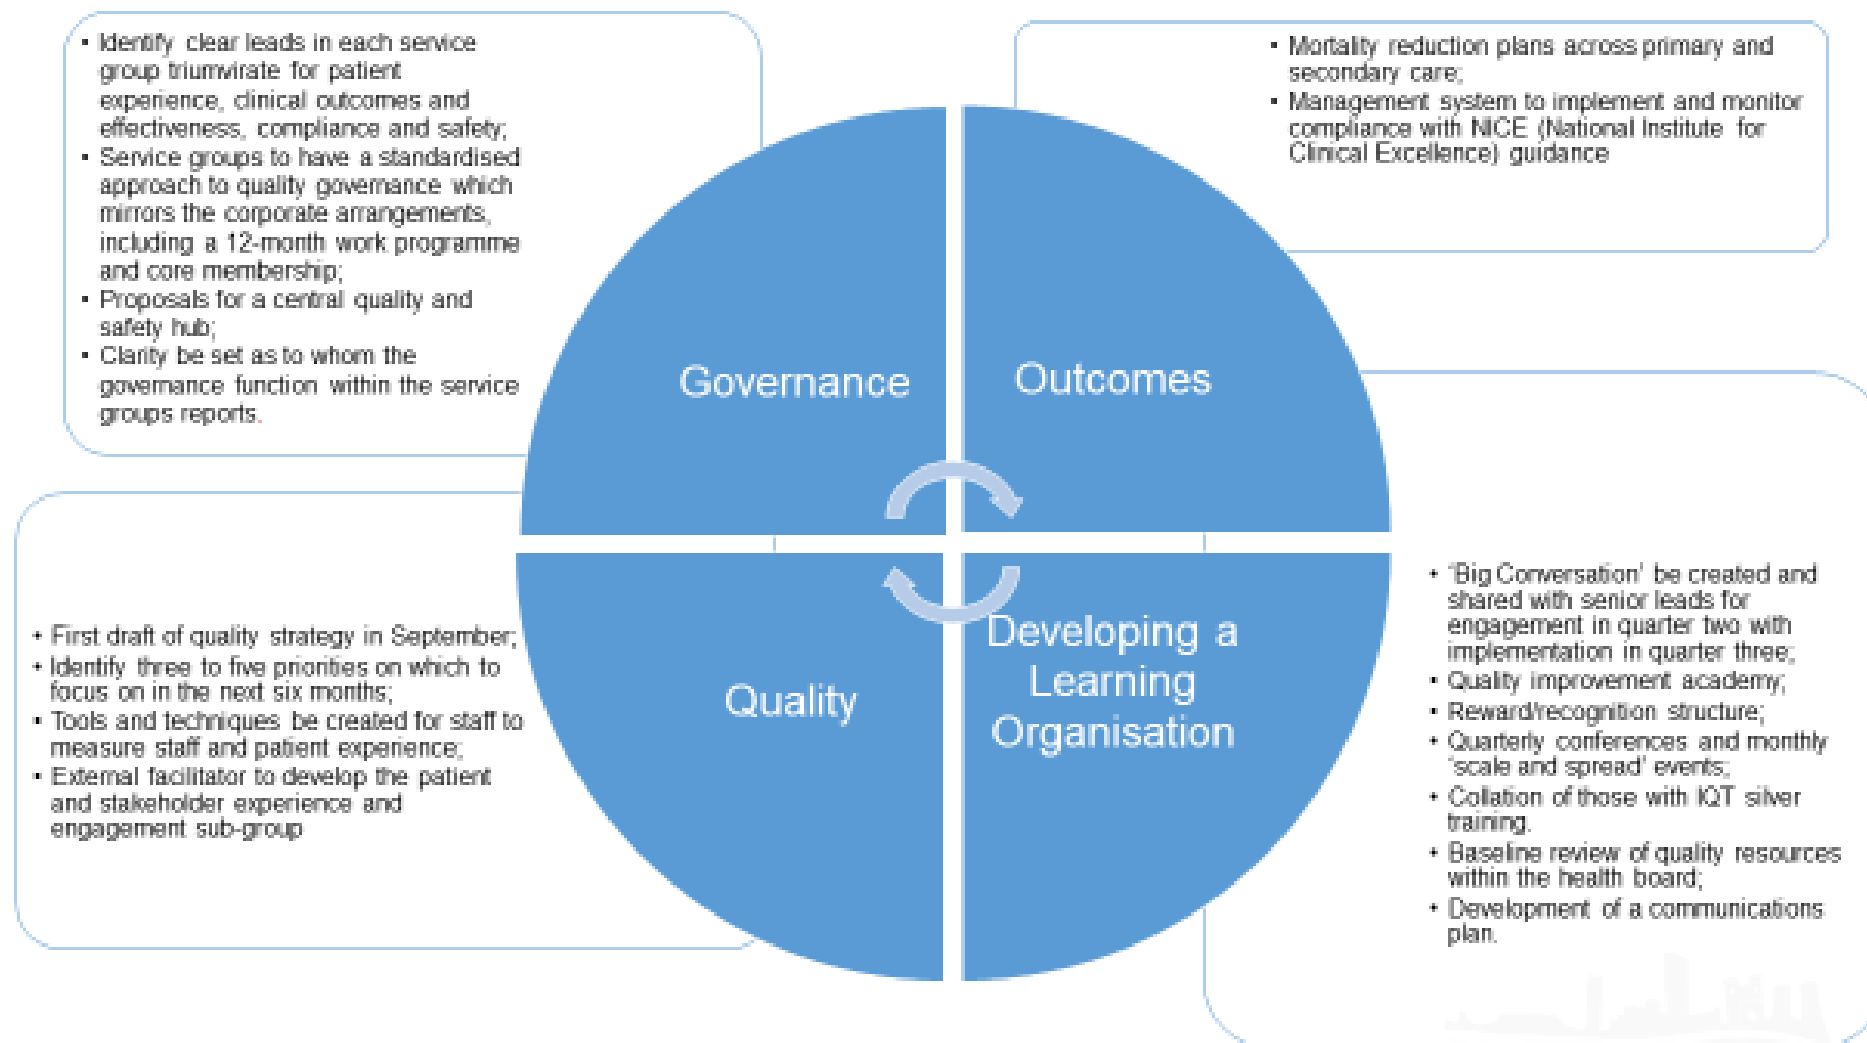 • Identify clear leads in each service
group triumvirate for patient
experience, clinical outcomes and
effectiveness, compliance and safety;
• Service groups to have a standardised
approach to quality governance which
mirrors the corporate arrangements,
including a 12-month work programme
and core membership;
• Proposals for a central quality and
safety hub;
• Clarity be set as to whom the
governance function within the service
groups reports.
• Mortality reduction plans across primary and
secondary care;
• Management system to implement and monitor
compliance with NICE (National Institute for
Clinical Excellence) guidance
Governance
Outcomes
• First draft of quality strategy in September;
• Identify three to five priorities on which to
focus on in the next six months;
• Tools and techniques be created for staff to
measure staff and patient experience;
• External facilitator to develop the patient
and stakeholder experience and
engagement sub-group
Quality
Developing a
Learning
Organisation
• 'Big Conversation' be created and
shared with senior leads for
engagement in quarter two with
implementation in quarter three;
• Quality improvement academy;
• Reward/recognition structure;
• Quarterly conferences and monthly
'scale and spread' events;
• Collation of those with IQT silver
training.
• Baseline review of quality resources
within the health board;
• Development of a communications
plan.